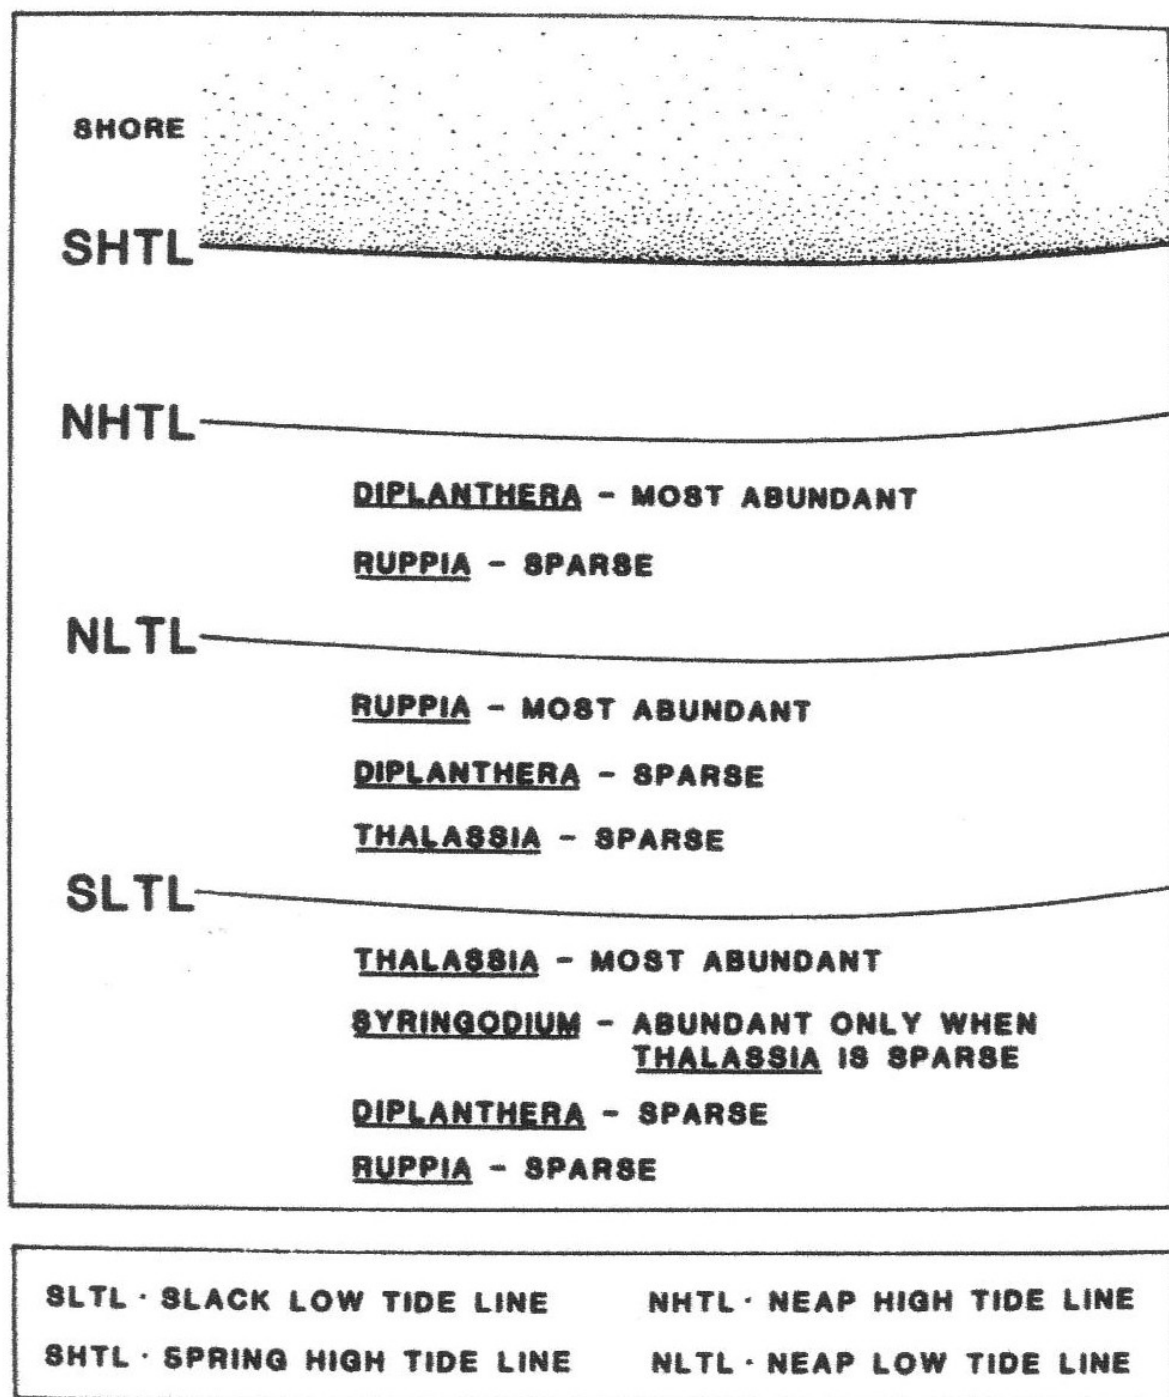 SHORE
SHTL
NHTL
DIPLANTHERA - MOST ABUNDANT
RUPPIA - SPARSE
NLTL
RUPPIA - MOST ABUNDANT
DIPLANTHERA - SPARSE
THALASSIA - SPARSE
SLTL
THALASSIA - MOST ABUNDANT
SYRINGODIUM - ABUNDANT ONLY WHEN
THALASSIA IS SPARSE
DIPLANTHERA - SPARSE
RUPPIA - SPARSE
SLTL · SLACK LOW TIDE LINE NHTL · NEAP HIGH TIDE LINE
SHTL · SPRING HIGH TIDE LINE NLTL · NEAP LOW TIDE LINE